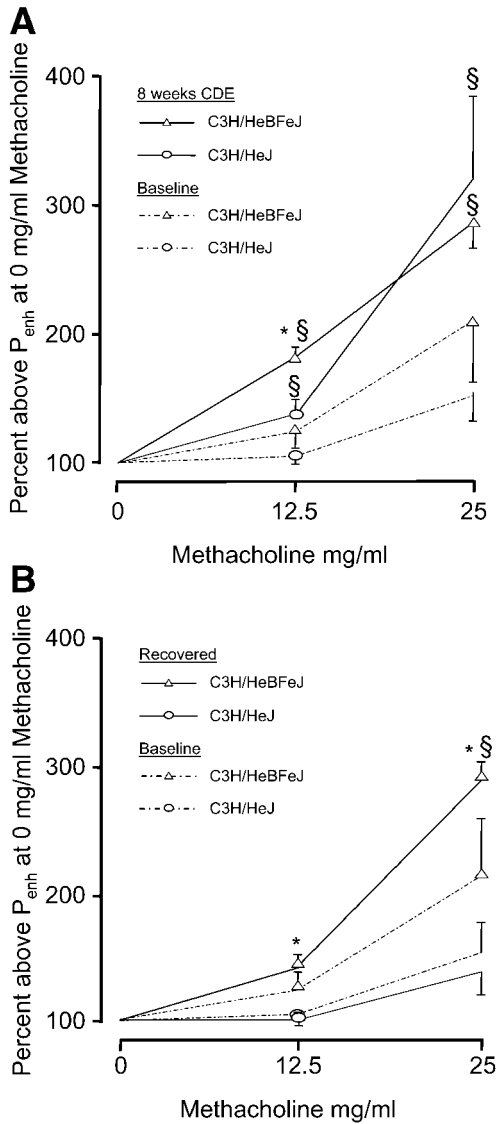 A
Percent above Penh at 0 mg/ml Methacholine
400
300
200
100
8 weeks CDE
C3H/HeBFeJ
C3H/HeJ
Baseline
C3H/HeBFeJ
C3H/HeJ
§
§
* §
§
0 12.5 25
Methacholine mg/ml
B
Percent above Penh at 0 mg/ml Methacholine
400
300
200
100
Recovered
C3H/HeBFeJ
C3H/HeJ
Baseline
C3H/HeBFeJ
C3H/HeJ
* §
*
0 12.5 25
Methacholine mg/ml